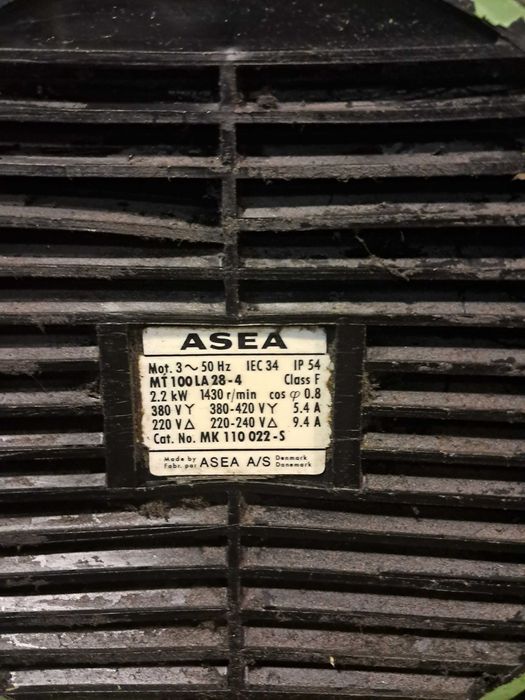 ASEA
Mot. 3~50 Hz IEC 34 IP 54
MT 100 LA 28-4 Class F
2.2 kW 1430 r/min cos φ 0.8
380 V Y 380-420 V Y 5.4 A
220 V Δ 220-240 V Δ 9.4 A
Cat. No. MK 110 022-S
Made by ASEA A/S Denmark
Fabr. par Danemark